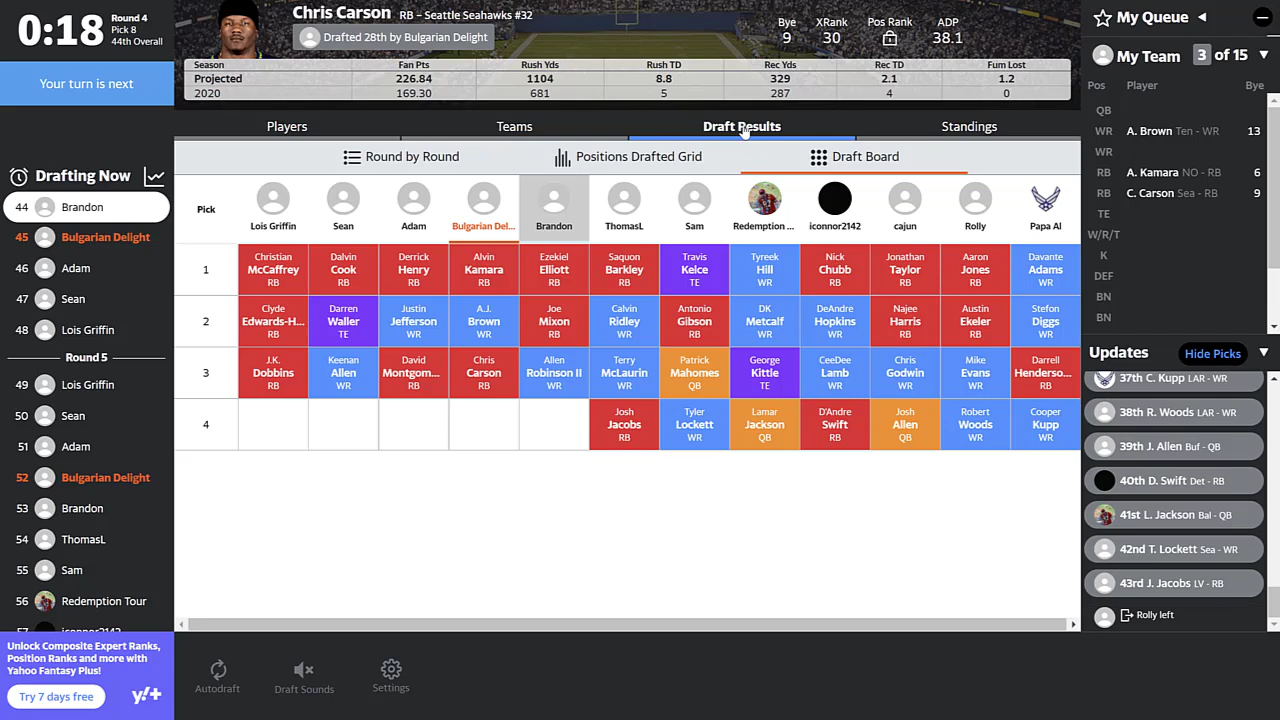 0:18
Round 4
Pick 8
44th Overall
Your turn is next
Drafting Now
44 Brandon
45 Bulgarian Delight
46 Adam
47 Sean
48 Lois Griffin
Round 5
49 Lois Griffin
50 Sean
51 Adam
52 Bulgarian Delight
53 Brandon
54 ThomasL
55 Sam
56 Redemption Tour
57 iconnor2142
Unlock Composite Expert Ranks,
Position Ranks and more with
Yahoo Fantasy Plus!
Try 7 days free
y!+
Chris Carson RB – Seattle Seahawks #32
Drafted 28th by Bulgarian Delight
Bye XRank Pos Rank ADP
9 30 38.1
Season Fan Pts Rush Yds Rush TD Rec Yds Rec TD Fum Lost
Projected 226.84 1104 8.8 329 2.1 1.2
2020 169.30 681 5 287 4 0
Players Teams Draft Results Standings
Round by Round Positions Drafted Grid Draft Board
Pick Lois Griffin Sean Adam Bulgarian Del... Brandon ThomasL Sam Redemption ... iconnor2142 cajun Rolly Papa Al
Christian Dalvin Derrick Alvin Ezekiel Saquon Travis Tyreek Nick Jonathan Aaron Davante
1 McCaffrey Cook Henry Kamara Elliott Barkley Kelce Hill Chubb Taylor Jones Adams
RB RB RB RB RB RB TE WR RB RB RB WR
Clyde Darren Justin A.J. Joe Calvin Antonio DK DeAndre Najee Austin Stefon
2 Edwards-H... Waller Jefferson Brown Mixon Ridley Gibson Metcalf Hopkins Harris Ekeler Diggs
RB TE WR WR RB WR RB WR WR RB RB WR
J.K. Keenan David Chris Allen Terry Patrick George CeeDee Chris Mike Darrell
3 Dobbins Allen Montgom... Carson Robinson II McLaurin Mahomes Kittle Lamb Godwin Evans Henderso...
RB WR RB RB WR WR QB TE WR WR WR RB
Josh Tyler Lamar D'Andre Josh Robert Cooper
4 Jacobs Lockett Jackson Swift Allen Woods Kupp
RB WR QB RB QB WR WR
Autodraft Draft Sounds Settings
My Queue
My Team 3 of 15
Pos Player Bye
QB
WR A. Brown Ten - WR 13
WR
RB A. Kamara NO - RB 6
RB C. Carson Sea - RB 9
TE
W/R/T
K
DEF
BN
BN
Updates Hide Picks
37th C. Kupp LAR - WR
38th R. Woods LAR - WR
39th J. Allen Buf - QB
40th D. Swift Det - RB
41st L. Jackson Bal - QB
42nd T. Lockett Sea - WR
43rd J. Jacobs LV - RB
Rolly left